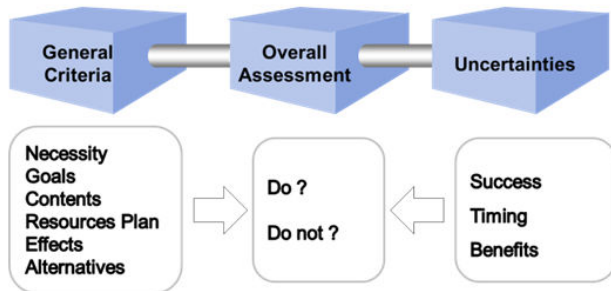 General
Criteria
Overall
Assessment
Uncertainties
Necessity
Goals
Contents
Resources Plan
Effects
Alternatives
Do ?
Do not ?
Success
Timing
Benefits